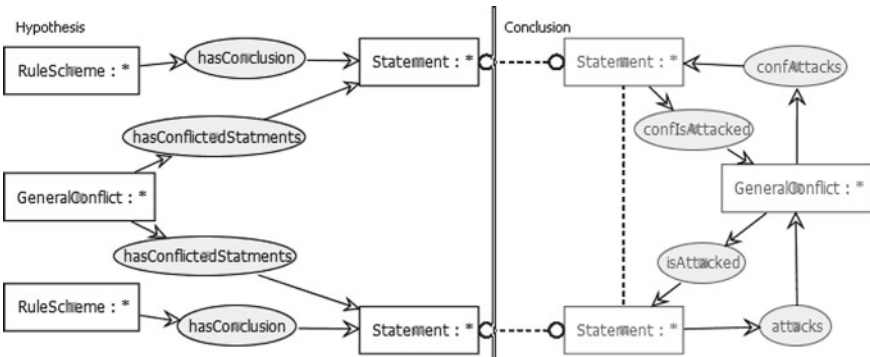 Hypothesis
Conclusion
RuleScheme : *
hasConclusion
Statement : *
Statement : *
confAttacks
hasConflictedStatments
confIsAttacked
GeneralConflict : *
GeneralConflict : *
hasConflictedStatments
isAttacked
RuleScheme : *
hasConclusion
Statement : *
Statement : *
attacks